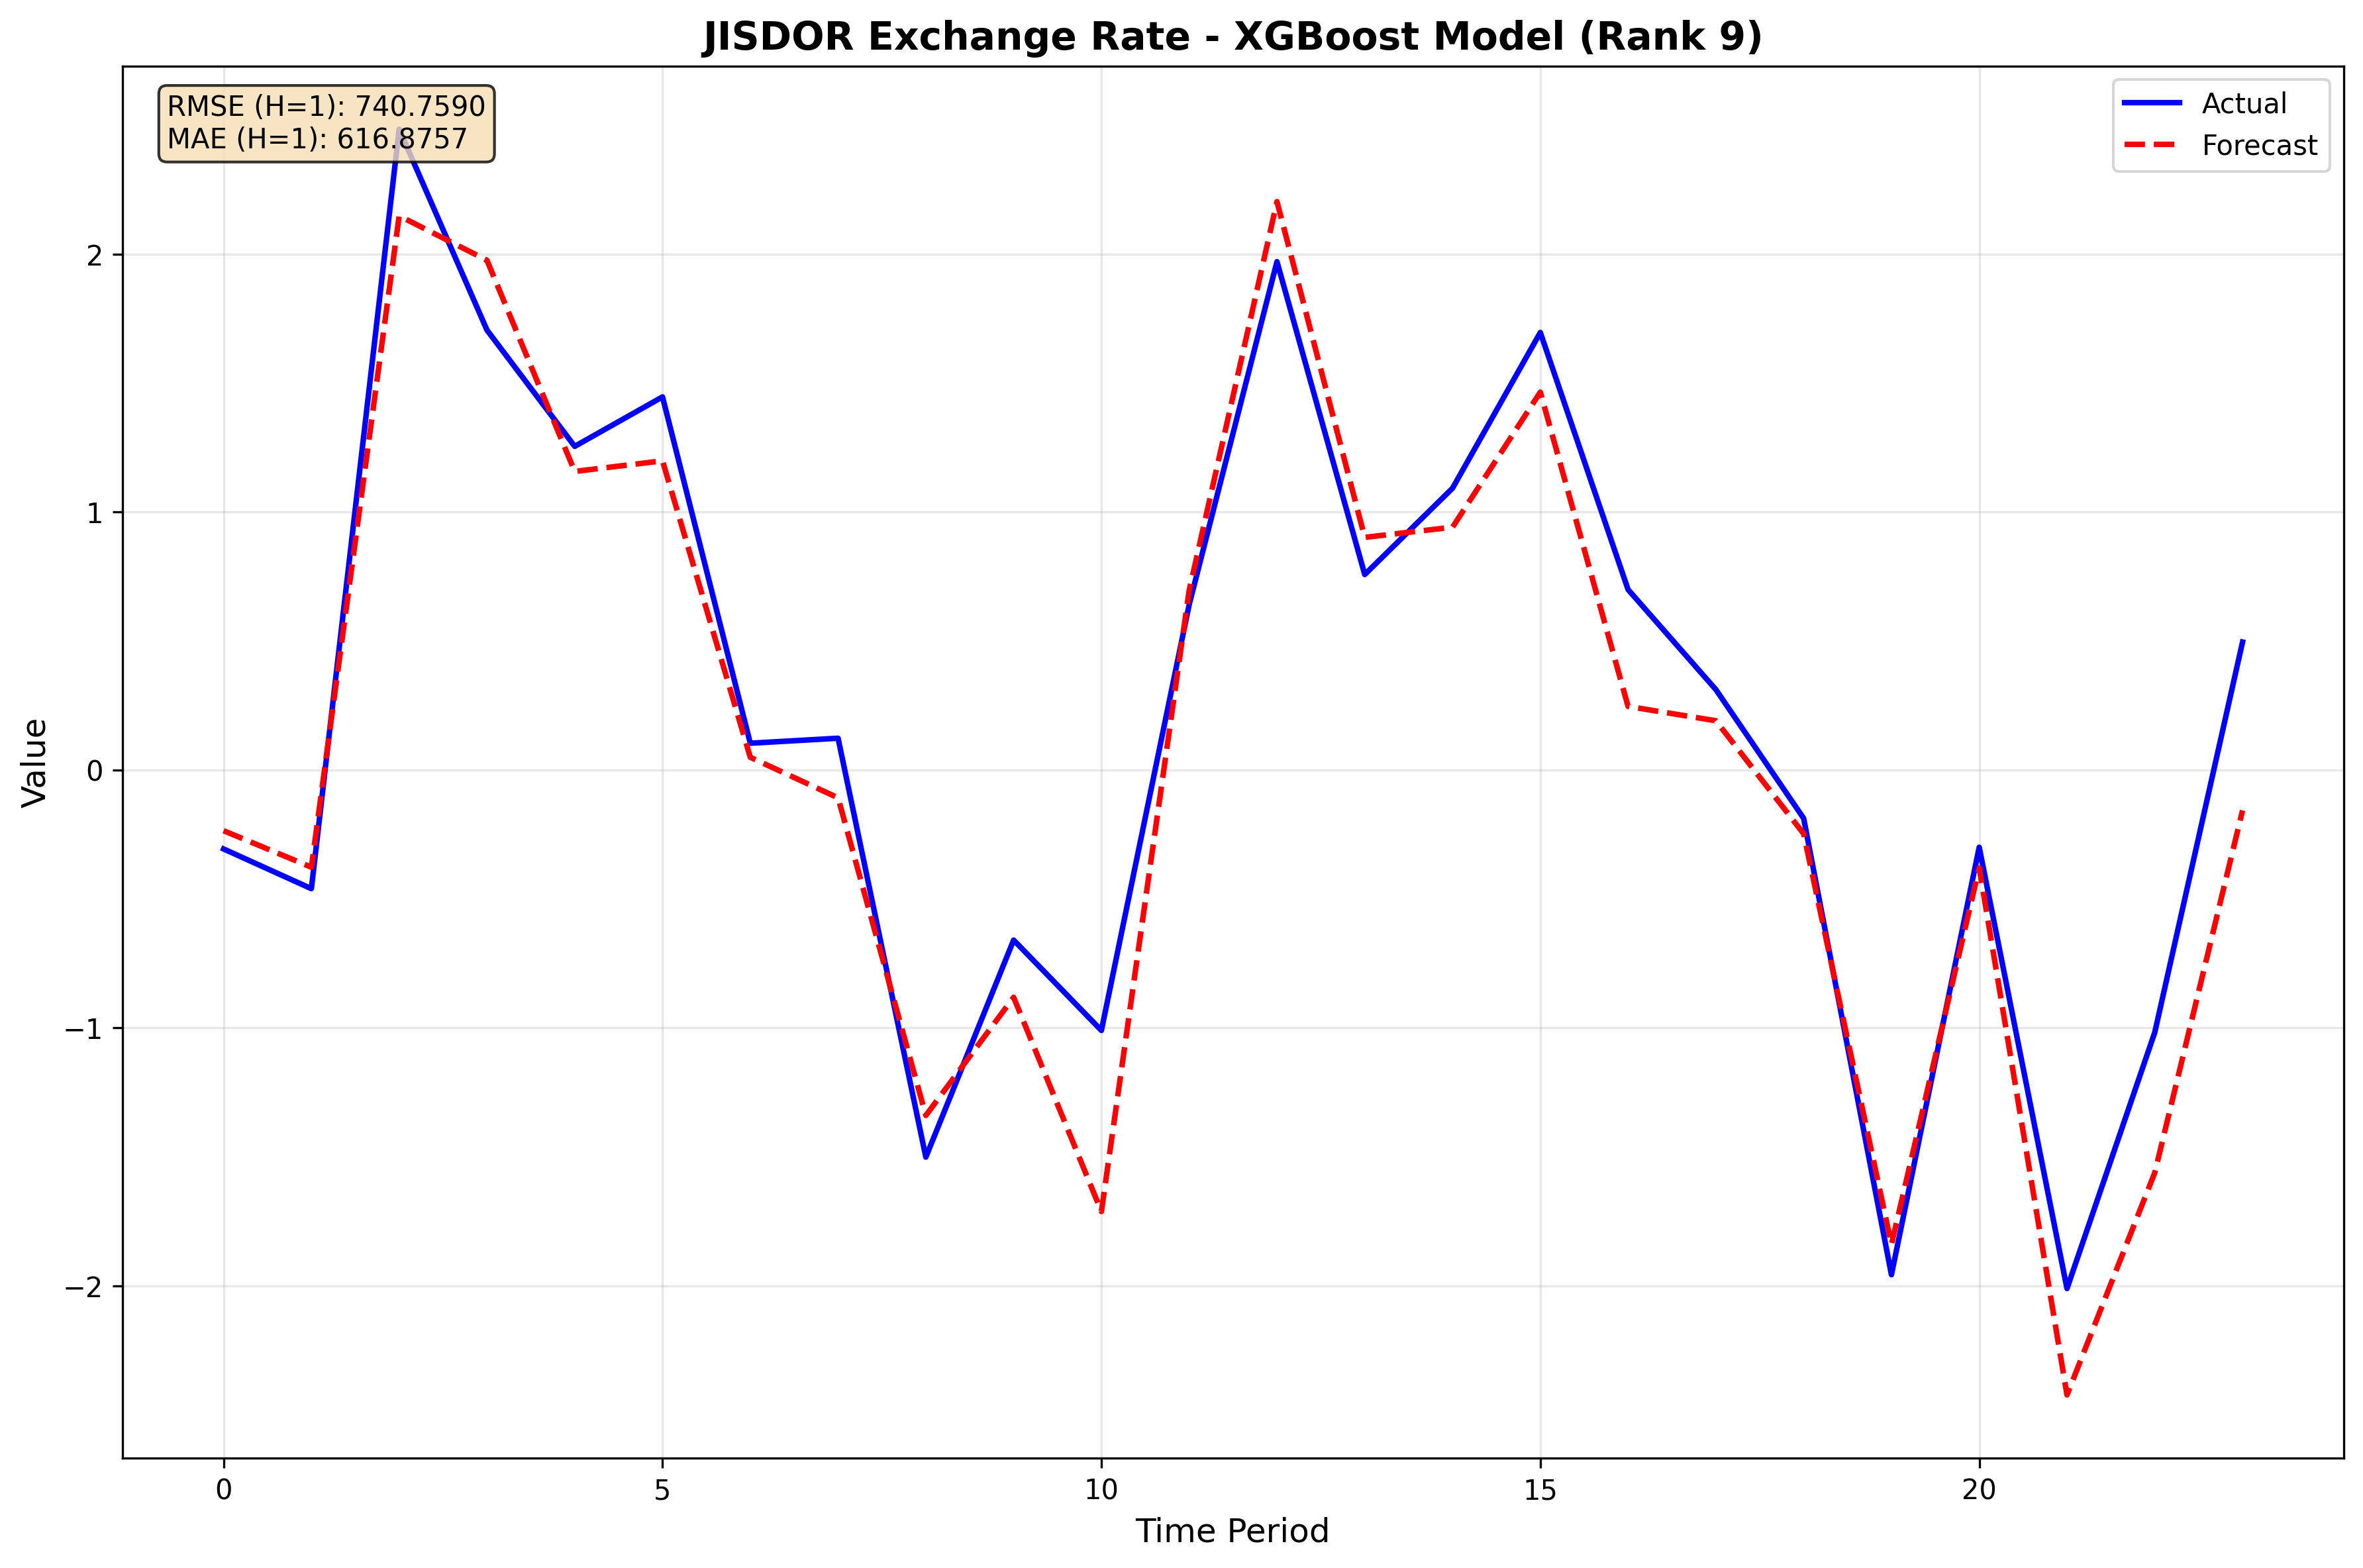 JISDOR Exchange Rate - XGBoost Model (Rank 9)
RMSE (H=1): 740.7590
MAE (H=1): 616.8757
Actual
Forecast
2
1
0
−1
−2
Value
0
5
10
15
20
Time Period